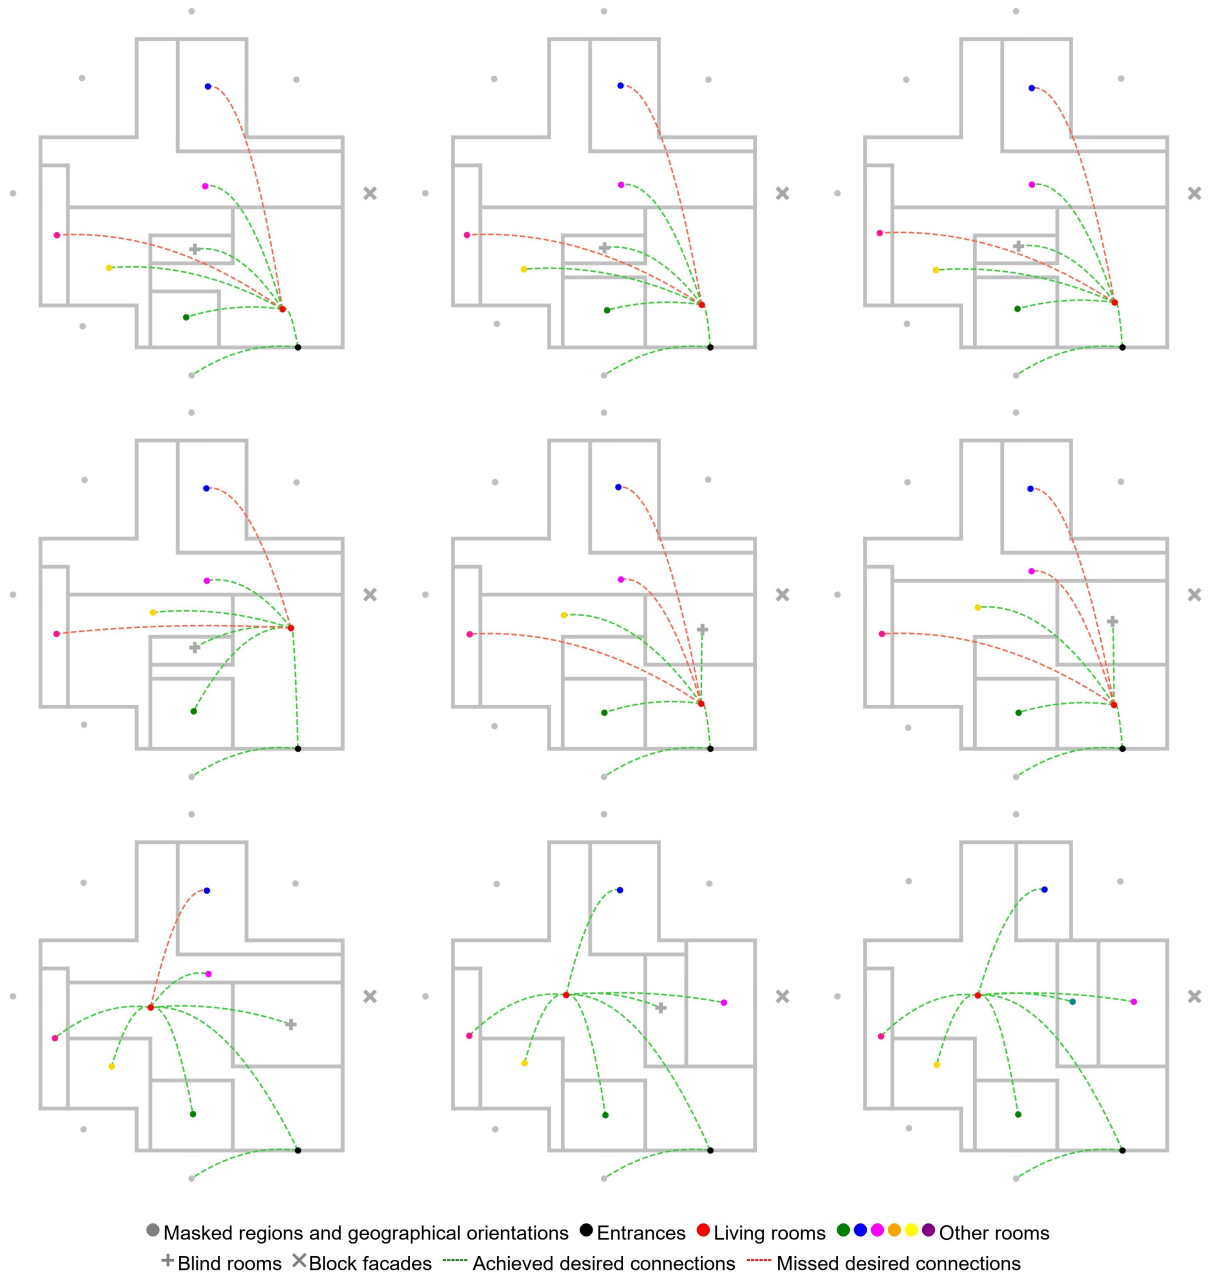 Masked regions and geographical orientations Entrances Living rooms Other rooms
Blind rooms Block facades Achieved desired connections Missed desired connections